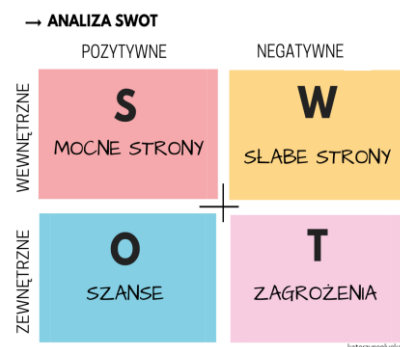 → ANALIZA SWOT
POZYTYWNE NEGATYWNE
WEWNĘTRZNE
S
MOCNE STRONY
W
SŁABE STRONY
ZEWNĘTRZNE
O
SZANSE
T
ZAGROŻENIA